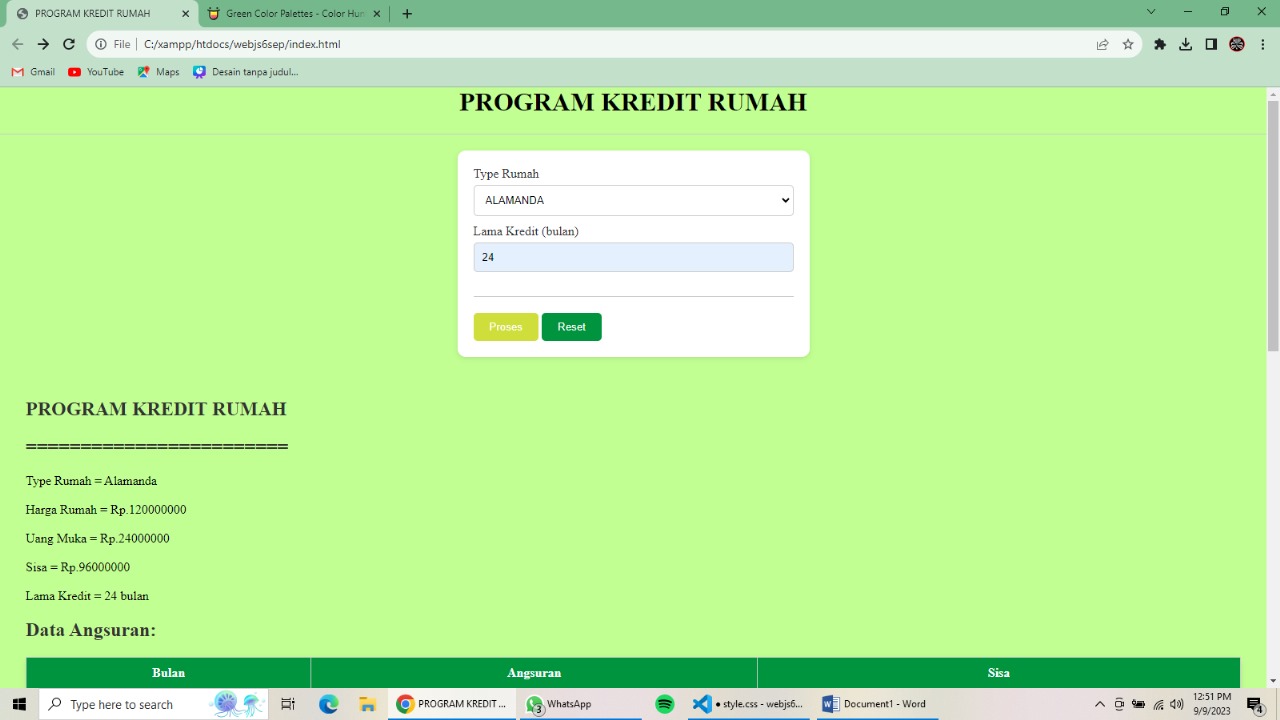 PROGRAM KREDIT RUMAH
Green Color Palettes - Color Hun
File
C:/xampp/htdocs/webjs6sep/index.html
Gmail
YouTube
Maps
Desain tanpa judul...
PROGRAM KREDIT RUMAH
Type Rumah
ALAMANDA
Lama Kredit (bulan)
24
Proses
Reset
PROGRAM KREDIT RUMAH
========================
Type Rumah = Alamanda
Harga Rumah = Rp.120000000
Uang Muka = Rp.24000000
Sisa = Rp.96000000
Lama Kredit = 24 bulan
Data Angsuran:
Bulan Angsuran Sisa
Type here to search
PROGRAM KREDIT ...
3
WhatsApp
● style.css - webjs6...
Document1 - Word
12:51 PM
9/9/2023
4